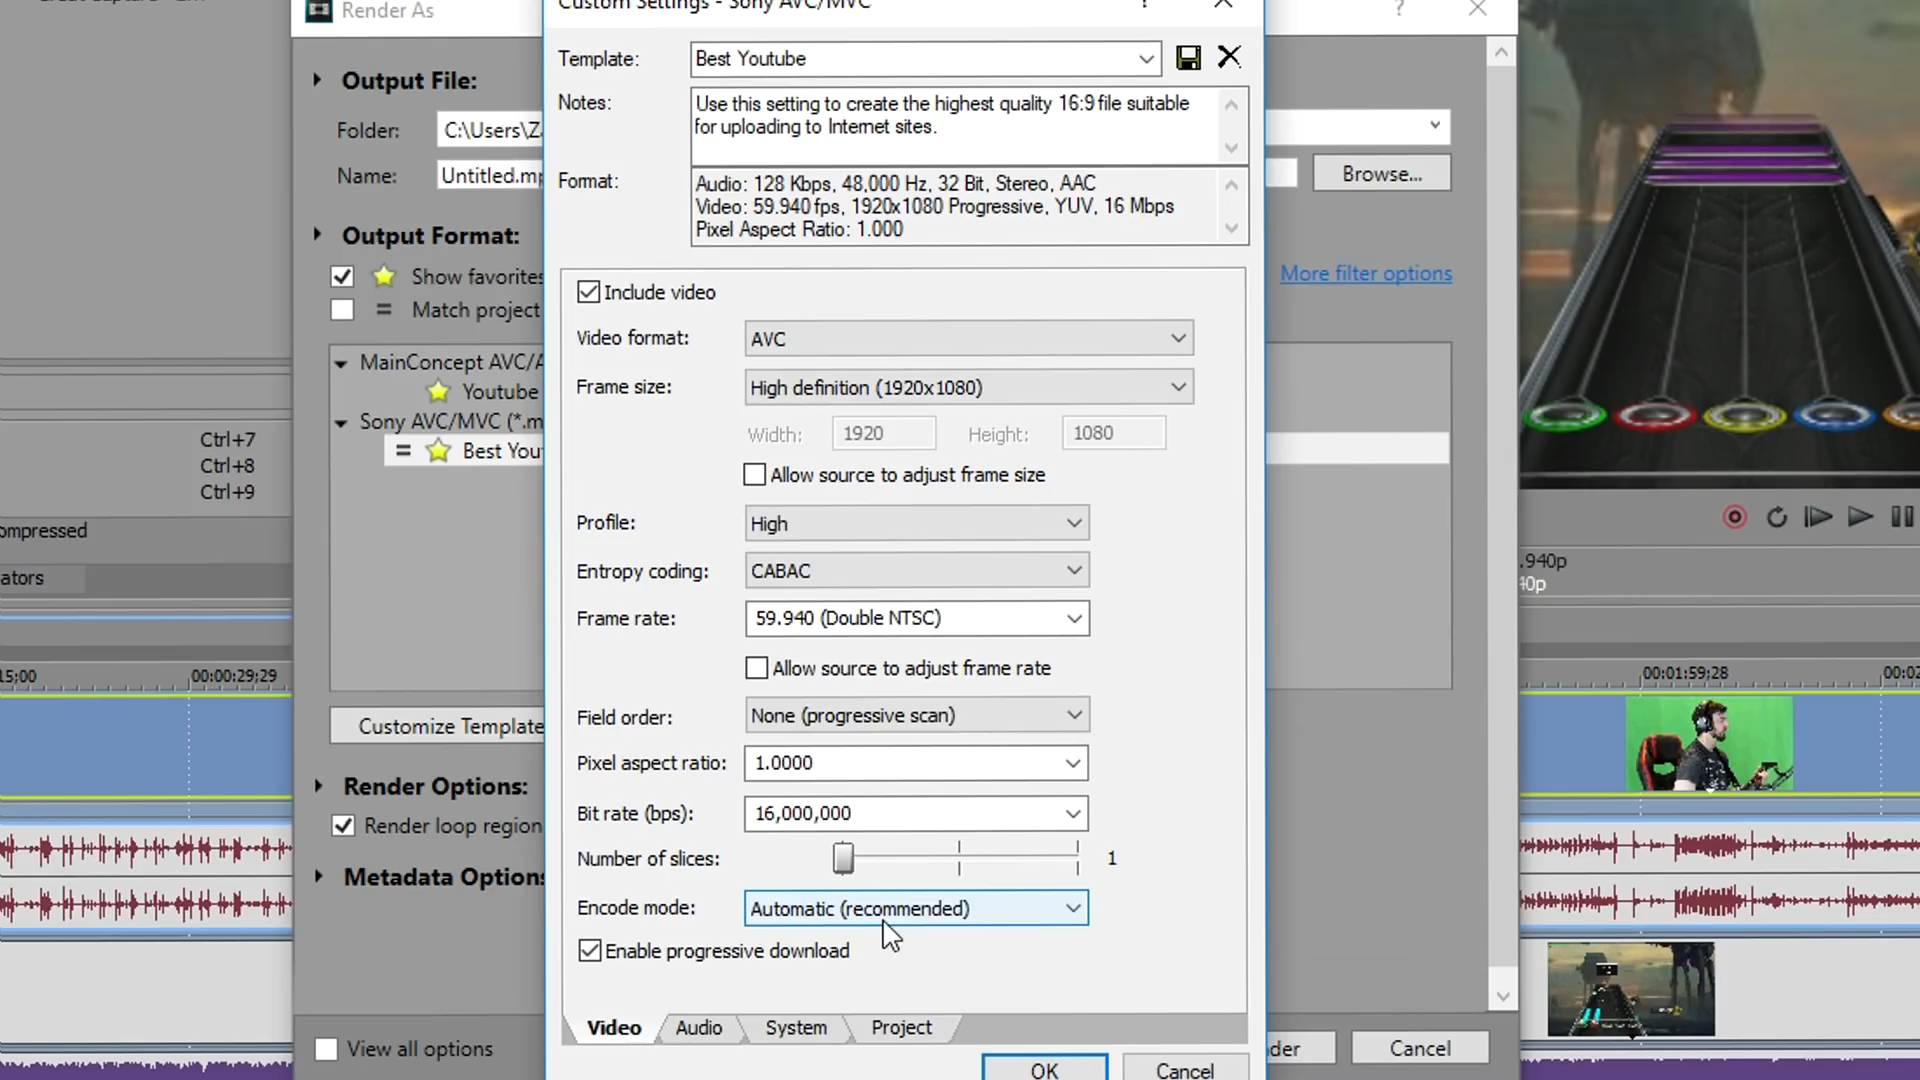 Render As
Custom Settings - Sony AVC/MVC
Template:
Best Youtube
Notes:
Use this setting to create the highest quality 16:9 file suitable
for uploading to Internet sites.
Format:
Audio: 128 Kbps, 48,000 Hz, 32 Bit, Stereo, AAC
Video: 59.940 fps, 1920x1080 Progressive, YUV, 16 Mbps
Pixel Aspect Ratio: 1.000
Output File:
Folder:
C:\Users\Z
Name:
Untitled.m
Browse...
Output Format:
Show favorites
Match project
More filter options
MainConcept AVC/A
Youtube
Sony AVC/MVC (*.m
Best You
Ctrl+7
Ctrl+8
Ctrl+9
ompressed
ators
Include video
Video format:
AVC
Frame size:
High definition (1920x1080)
Width:
1920
Height:
1080
Allow source to adjust frame size
Profile:
High
Entropy coding:
CABAC
Frame rate:
59.940 (Double NTSC)
Allow source to adjust frame rate
Field order:
None (progressive scan)
Pixel aspect ratio:
1.0000
Bit rate (bps):
16,000,000
Number of slices:
1
Encode mode:
Automatic (recommended)
Enable progressive download
Video
Audio
System
Project
OK
Cancel
.940p
40p
15;00
00:00:29;29
00:01:59;28
00:02
Customize Template
Render Options:
Render loop region
Metadata Options
View all options
der
Cancel